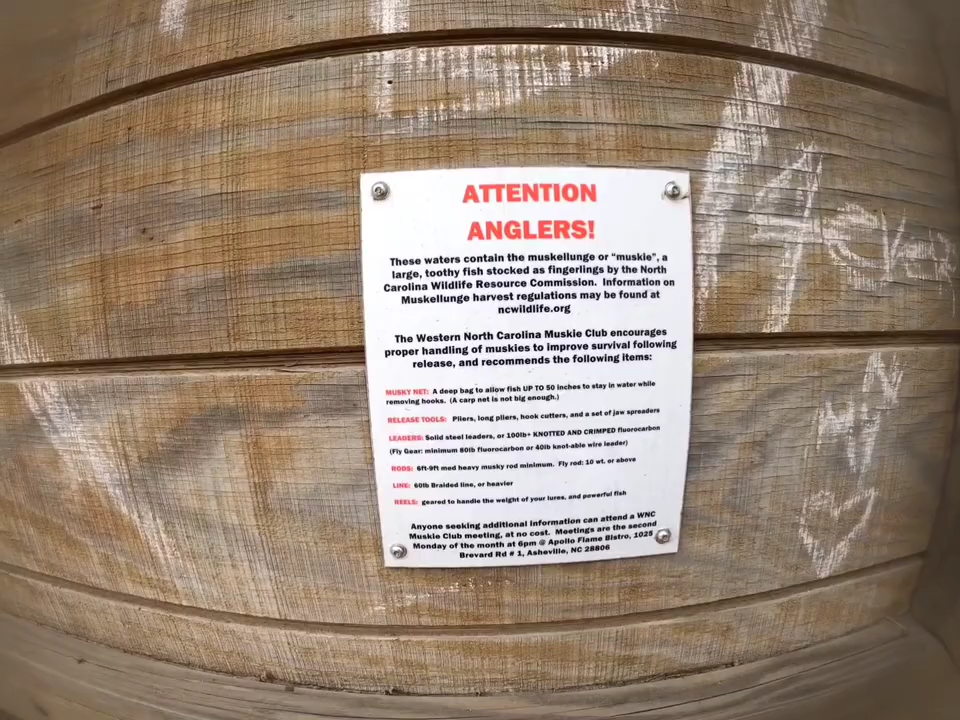 ATTENTION
ANGLERS!
These waters contain the muskellunge or "muskie", a
large, toothy fish stocked as fingerlings by the North
Carolina Wildlife Resource Commission. Information on
Muskellunge harvest regulations may be found at
ncwildlife.org
The Western North Carolina Muskie Club encourages
proper handling of muskies to improve survival following
release, and recommends the following items:
MUSKY NET: A deep bag to allow fish UP TO 50 inches to stay in water while
removing hooks. (A carp net is not big enough.)
RELEASE TOOLS: Pliers, long pliers, hook cutters, and a set of jaw spreaders
LEADERS: Solid steel leaders, or 100lb+ KNOTTED AND CRIMPED fluorocarbon
(Fly Gear: minimum 80lb fluorocarbon or 40lb knot-able wire leader)
RODS: 6ft-9ft med heavy musky rod minimum. Fly rod: 10 wt. or above
LINE: 60lb Braided line, or heavier
REELS: geared to handle the weight of your lures, and powerful fish
Anyone seeking additional information can attend a WNC
Muskie Club meeting, at no cost. Meetings are the second
Monday of the month at 6pm @ Apollo Flame Bistro, 1025
Brevard Rd # 1, Asheville, NC 28806